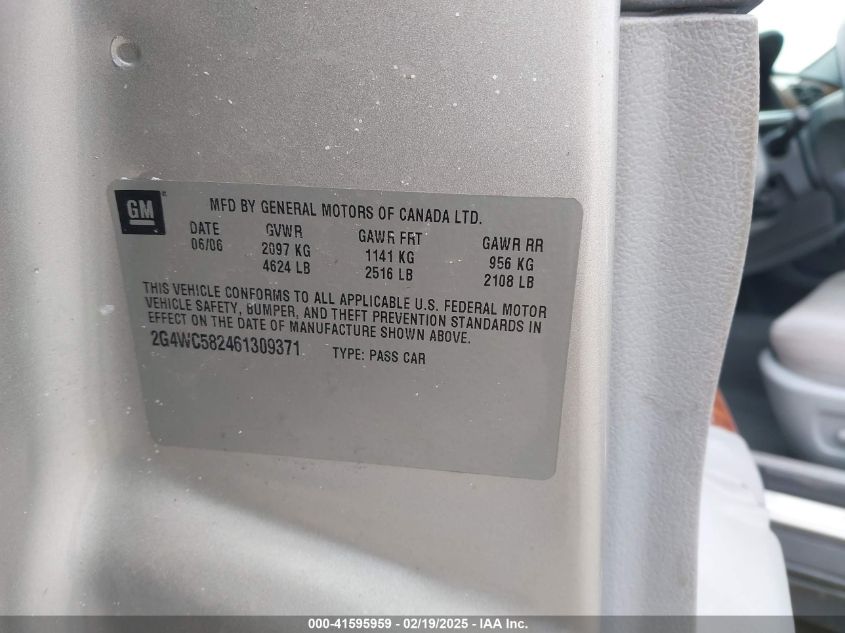 GM
MFD BY GENERAL MOTORS OF CANADA LTD.
DATE GVWR GAWR FRT GAWR RR
06/06 2097 KG 1141 KG 956 KG
4624 LB 2516 LB 2108 LB
THIS VEHICLE CONFORMS TO ALL APPLICABLE U.S. FEDERAL MOTOR
VEHICLE SAFETY, BUMPER, AND THEFT PREVENTION STANDARDS IN
EFFECT ON THE DATE OF MANUFACTURE SHOWN ABOVE.
2G4WC582461309371 TYPE: PASS CAR
000-41595959 - 02/19/2025 - IAA Inc.